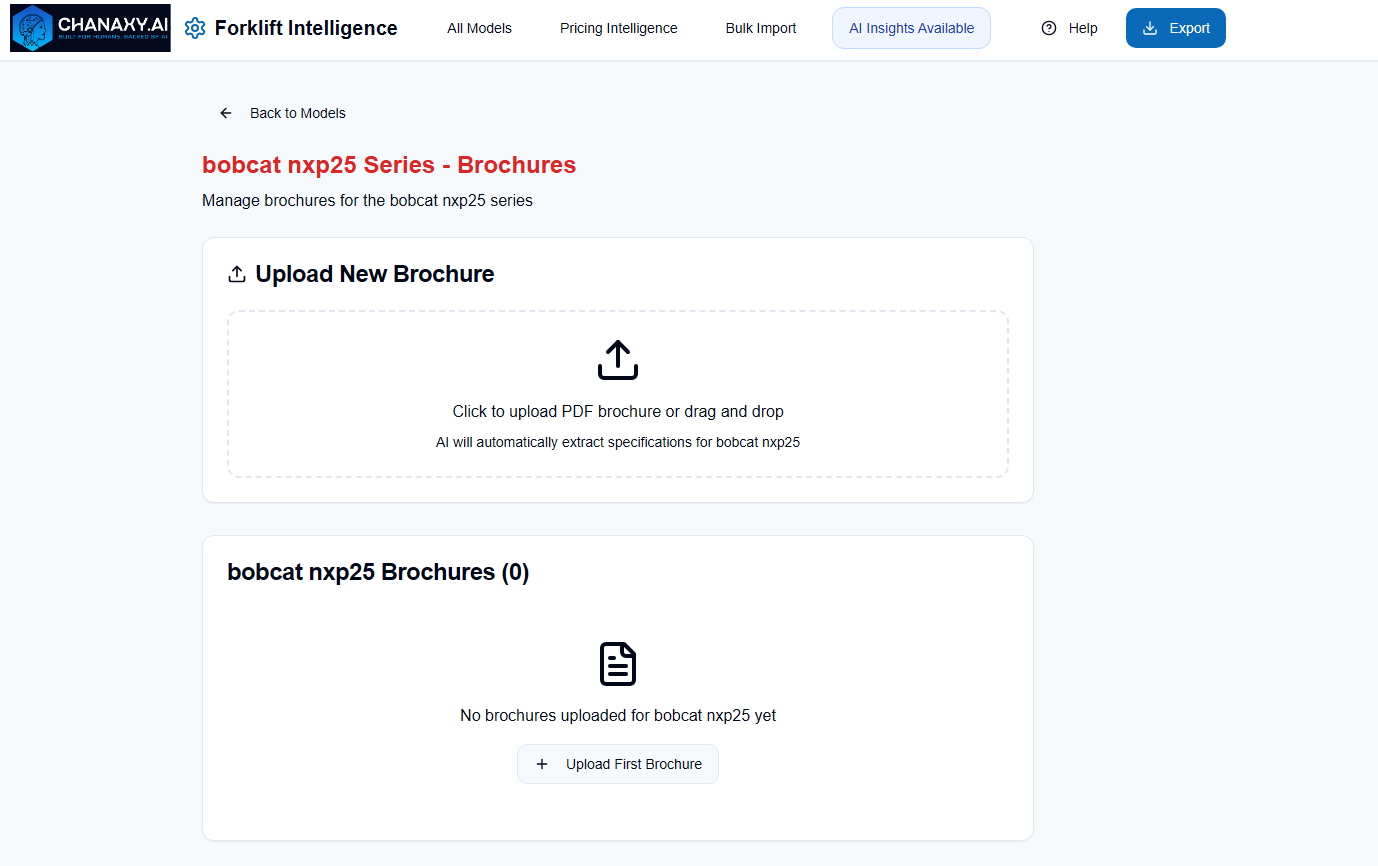 CHANAXY.AI
BUILT FOR HUMANS. BACKED BY AI
Forklift Intelligence
All Models
Pricing Intelligence
Bulk Import
AI Insights Available
Help
Export
Back to Models
bobcat nxp25 Series - Brochures
Manage brochures for the bobcat nxp25 series
Upload New Brochure
Click to upload PDF brochure or drag and drop
AI will automatically extract specifications for bobcat nxp25
bobcat nxp25 Brochures (0)
No brochures uploaded for bobcat nxp25 yet
Upload First Brochure